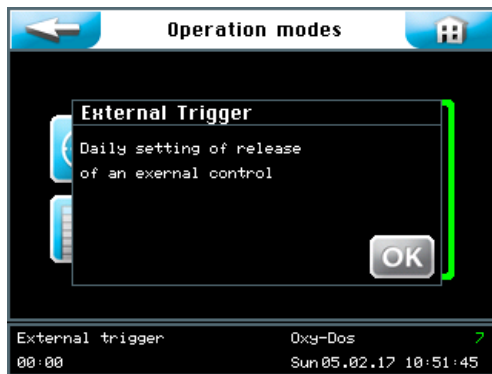 Operation modes
External Trigger
Daily setting of release
of an exernal control
OK
External trigger
Oxy-Dos
7
00:00
Sun 05.02.17 10:51:45